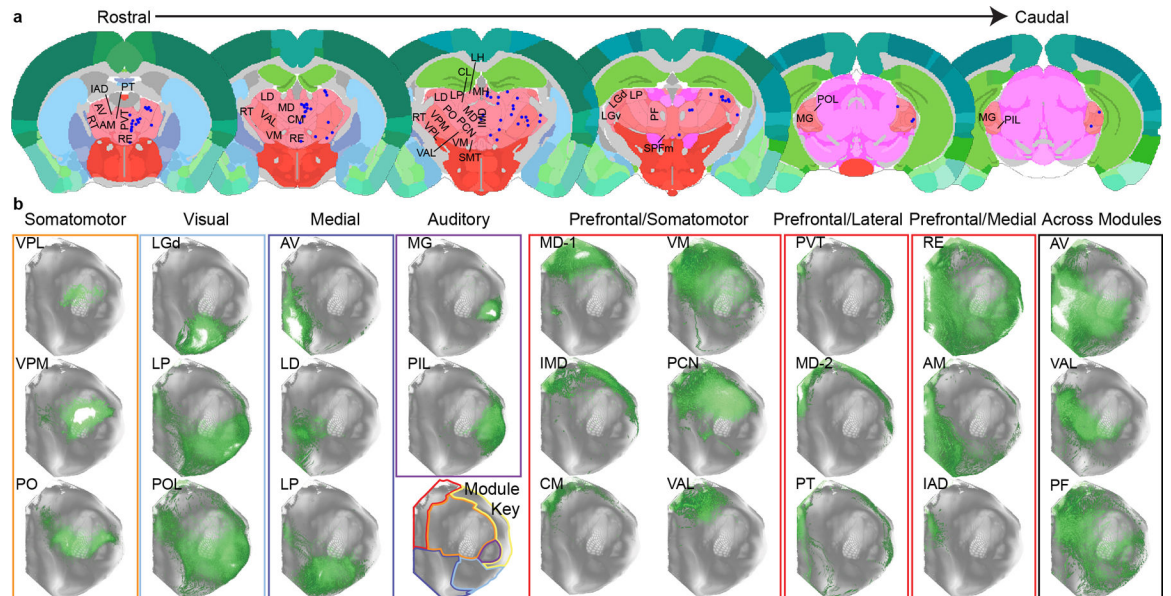 Rostral Caudal
a
IAD PT
AV
RT AM PVT
RE
LD MD
RT VAL CM
VM RE
LH
CL
LD LP MH
RT PO MD IMD
VPM PCN
VPL
VAL VM
SMT
LGd LP
LGv PF
SPFm
POL
MG
MG PIL
b
Somatomotor Visual Medial Auditory Prefrontal/Somatomotor Prefrontal/Lateral Prefrontal/Medial Across Modules
VPL LGd AV MG MD-1 VM PVT RE AV
VPM LP LD PIL IMD PCN MD-2 AM VAL
PO POL LP Module Key CM VAL PT IAD PF